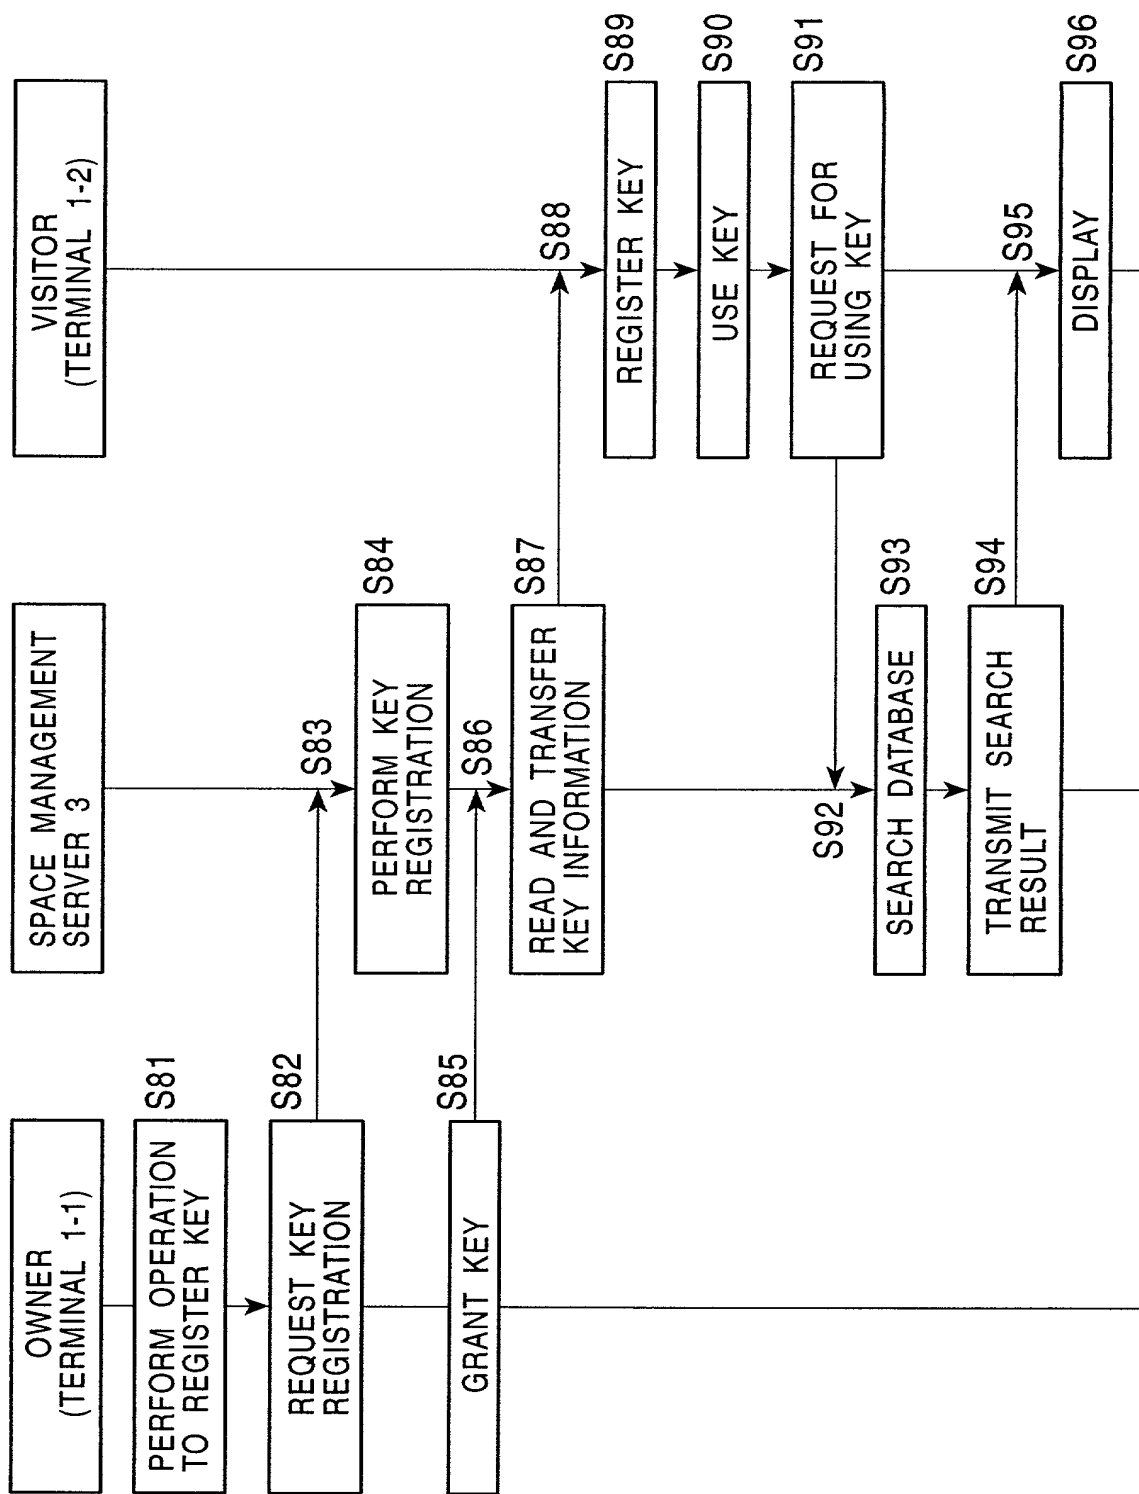 OWNER
(TERMINAL 1-1)
SPACE MANAGEMENT
SERVER 3
VISITOR
(TERMINAL 1-2)
PERFORM OPERATION
TO REGISTER KEY
S81
REQUEST KEY
REGISTRATION
S82
S83
PERFORM KEY
REGISTRATION
S84
GRANT KEY
S85
S86
READ AND TRANSFER
KEY INFORMATION
S87
S88
REGISTER KEY
S89
USE KEY
S90
REQUEST FOR
USING KEY
S91
S92
SEARCH DATABASE
S93
TRANSMIT SEARCH
RESULT
S94
S95
DISPLAY
S96